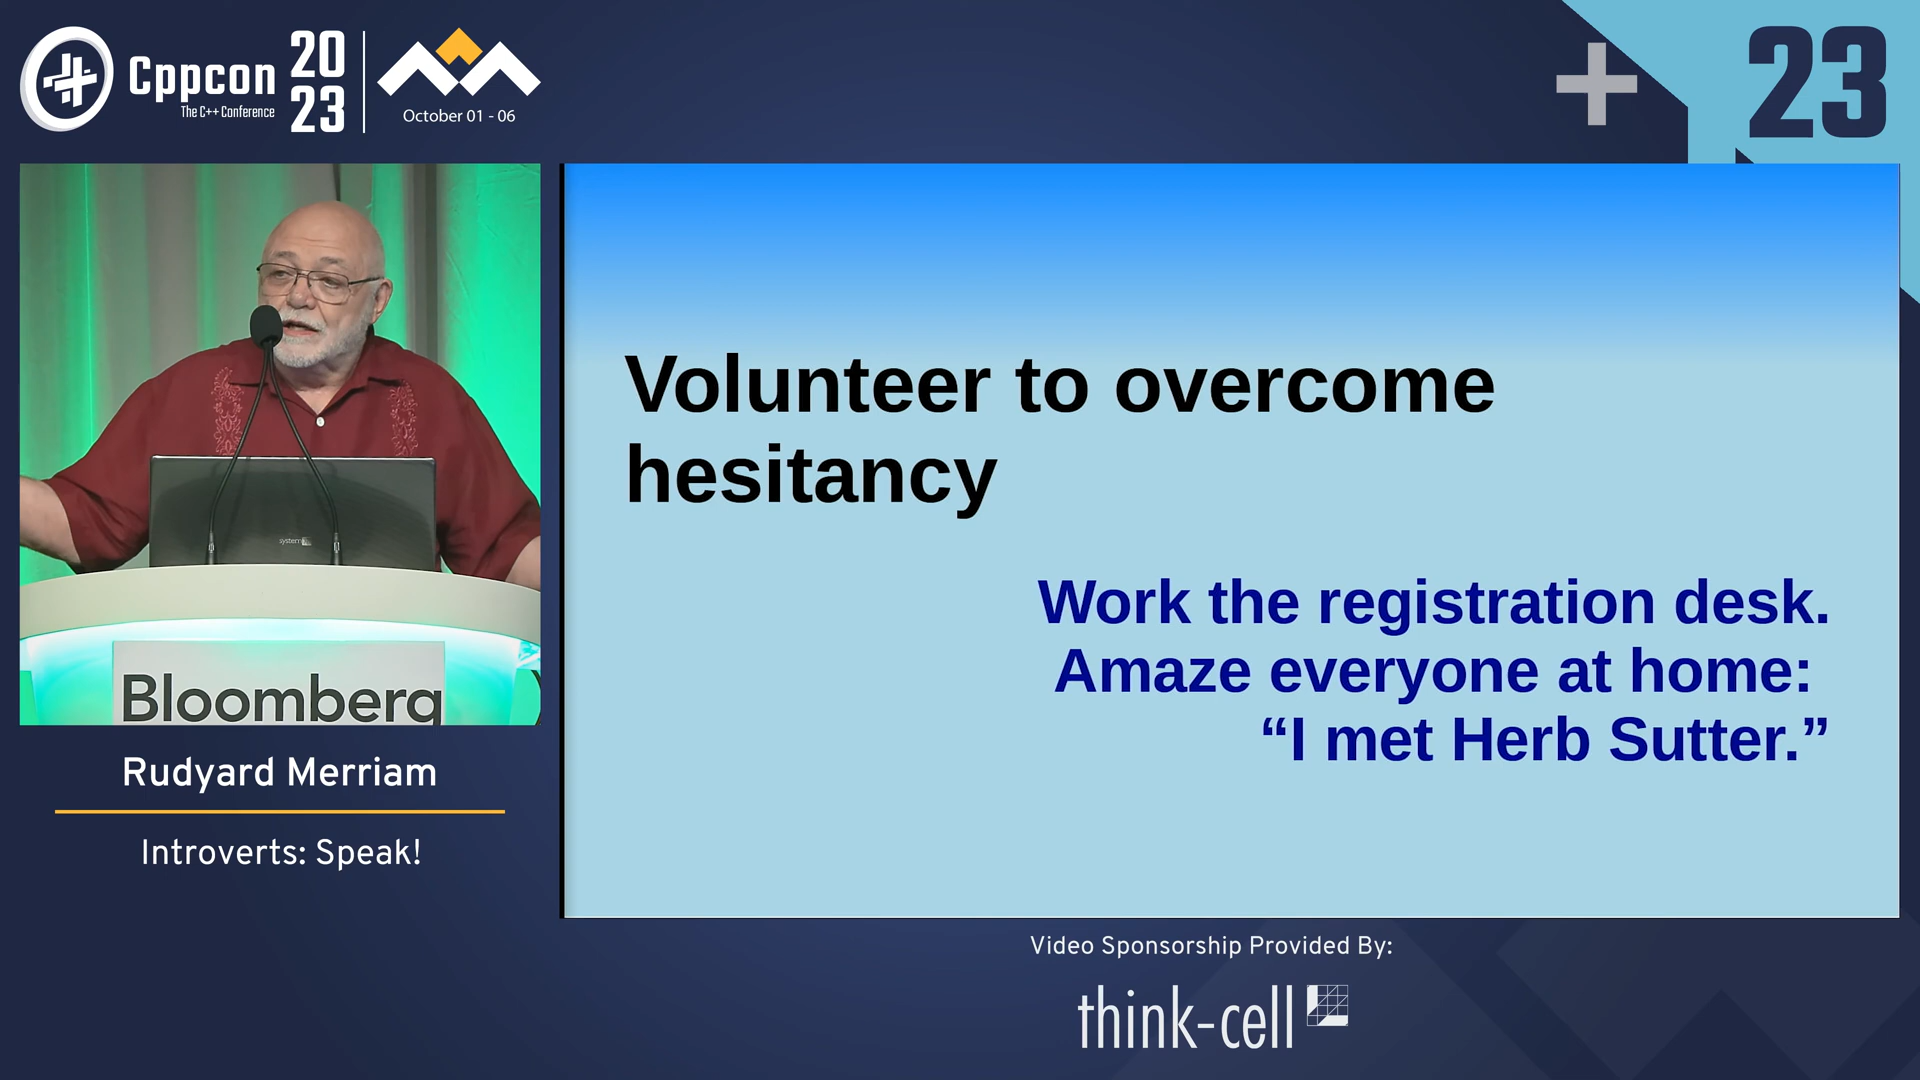 Cppcon
The C++ Conference
20
23
October 01 - 06
+ 23
Volunteer to overcome
hesitancy
Work the registration desk.
Amaze everyone at home:
“I met Herb Sutter.”
system76
Bloomberg
Rudyard Merriam
Introverts: Speak!
Video Sponsorship Provided By:
think-cell